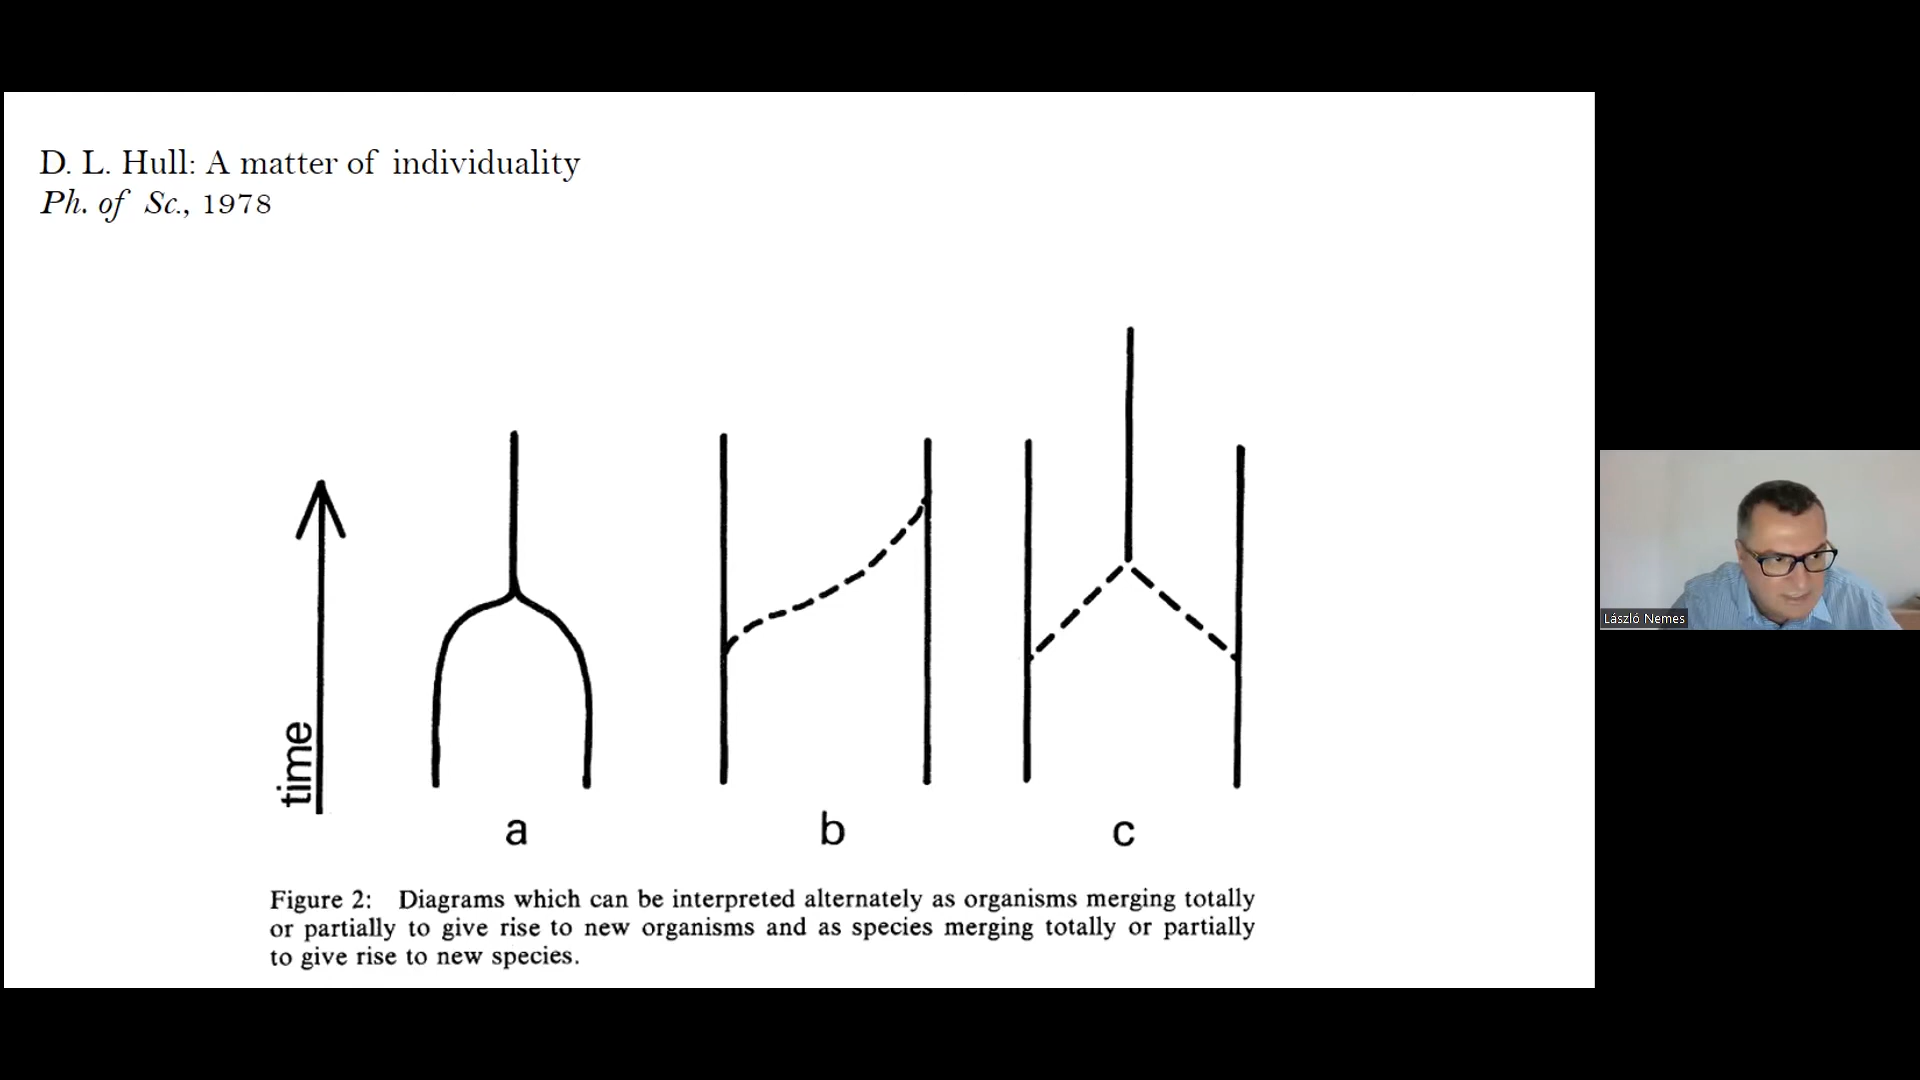 D. L. Hull: A matter of individuality
Ph. of Sc., 1978
time
a
b
c
Figure 2: Diagrams which can be interpreted alternately as organisms merging totally
or partially to give rise to new organisms and as species merging totally or partially
to give rise to new species.
László Nemes